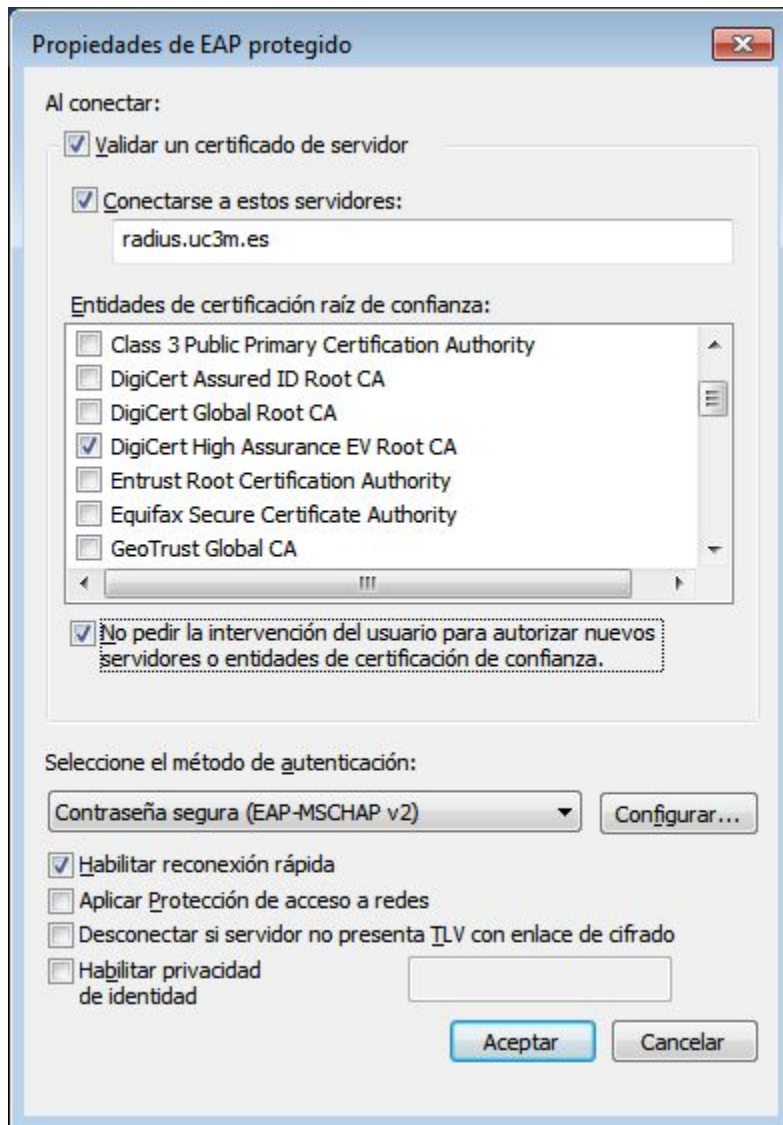 Propiedades de EAP protegido
Al conectar:
Validar un certificado de servidor
Conectarse a estos servidores:
radius.uc3m.es
Entidades de certificación raíz de confianza:
Class 3 Public Primary Certification Authority
DigiCert Assured ID Root CA
DigiCert Global Root CA
DigiCert High Assurance EV Root CA
Entrust Root Certification Authority
Equifax Secure Certificate Authority
GeoTrust Global CA
No pedir la intervención del usuario para autorizar nuevos
servidores o entidades de certificación de confianza.
Seleccione el método de autenticación:
Contraseña segura (EAP-MSCHAP v2)
Configurar...
Habilitar reconexión rápida
Aplicar Protección de acceso a redes
Desconectar si servidor no presenta TLV con enlace de cifrado
Habilitar privacidad
de identidad
Aceptar
Cancelar